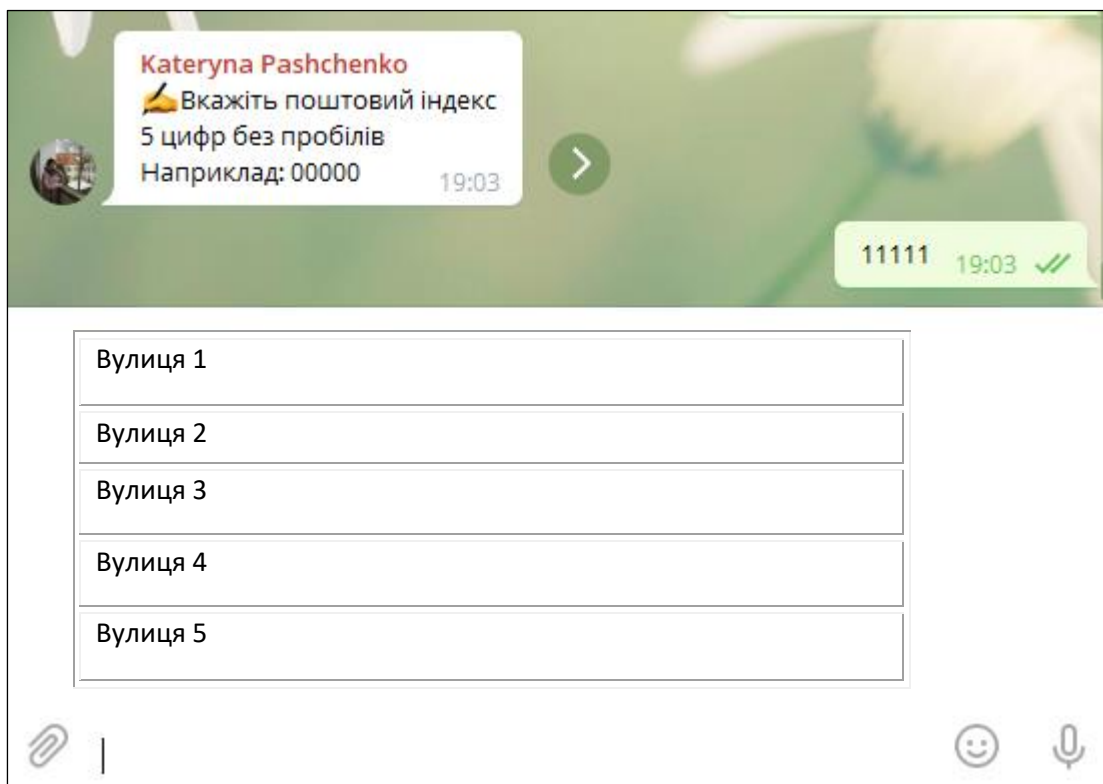 Kateryna Pashchenko
✍Вкажіть поштовий індекс
5 цифр без пробілів
Наприклад: 00000
19:03
11111 19:03
Вулиця 1
Вулиця 2
Вулиця 3
Вулиця 4
Вулиця 5